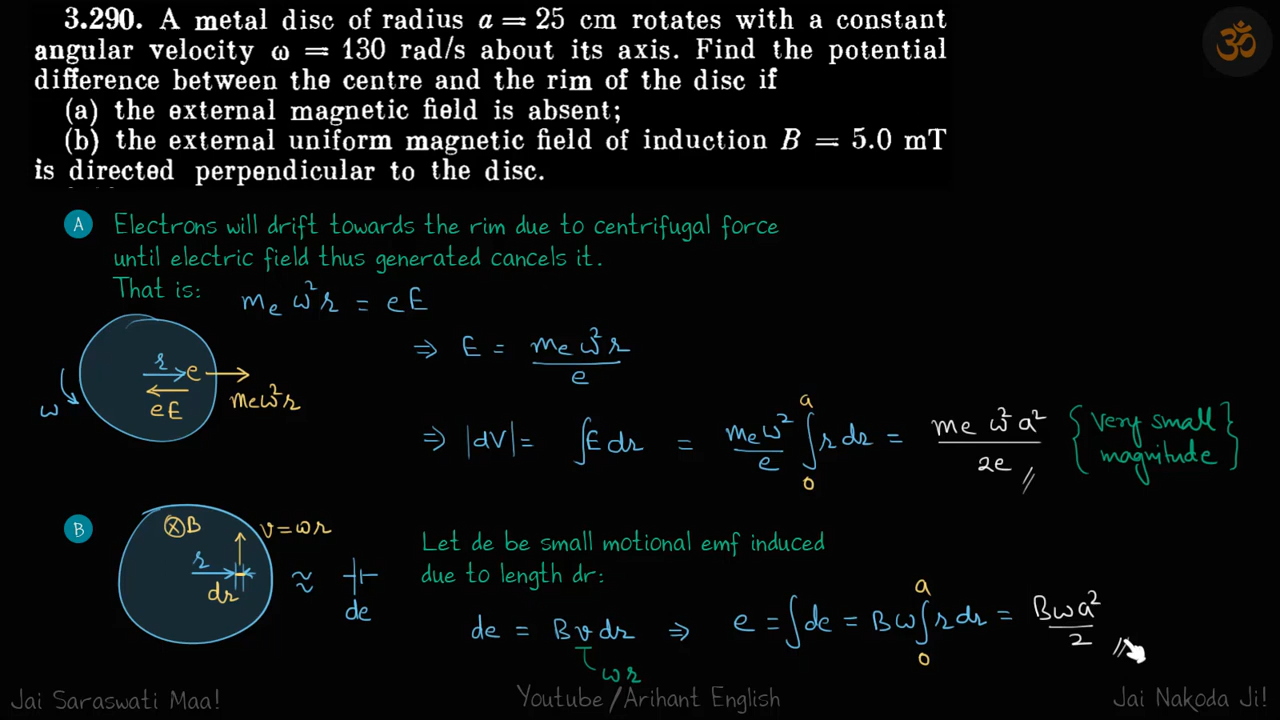 3.290. A metal disc of radius a = 25 cm rotates with a constant
angular velocity ω = 130 rad/s about its axis. Find the potential
difference between the centre and the rim of the disc if
(a) the external magnetic field is absent;
(b) the external uniform magnetic field of induction B = 5.0 mT
is directed perpendicular to the disc.
ॐ
A Electrons will drift towards the rim due to centrifugal force
until electric field thus generated cancels it.
That is: mₑ ω² r = eE
⇒ E = mₑ ω² r / e
r e
eE mₑω²r
ω
⇒ |dV| = ∫E dr = mₑω²/e ∫₀ᵃ r dr = mₑ ω² a² / 2e // {very small
magnitude}
B ⓧB v = ωr
r
dr ≈ de
Let de be small motional emf induced
due to length dr:
de = B v dr ⇒ e = ∫de = Bω ∫₀ᵃ r dr = Bωa² / 2 //
ωr
Jai Saraswati Maa! Youtube/Arihant English Jai Nakoda Ji!